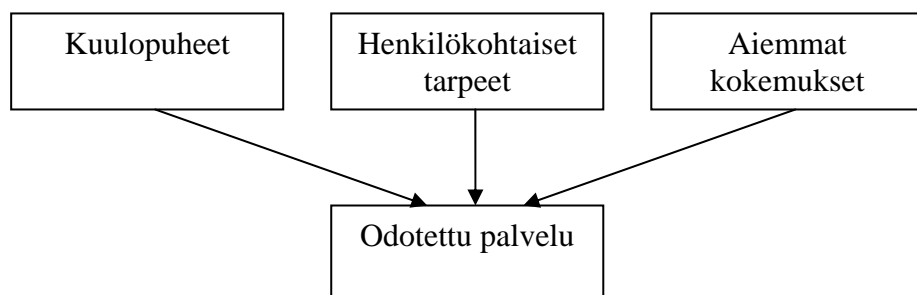 Kuulopuheet
Henkilökohtaiset
tarpeet
Aiemmat
kokemukset
Odotettu palvelu